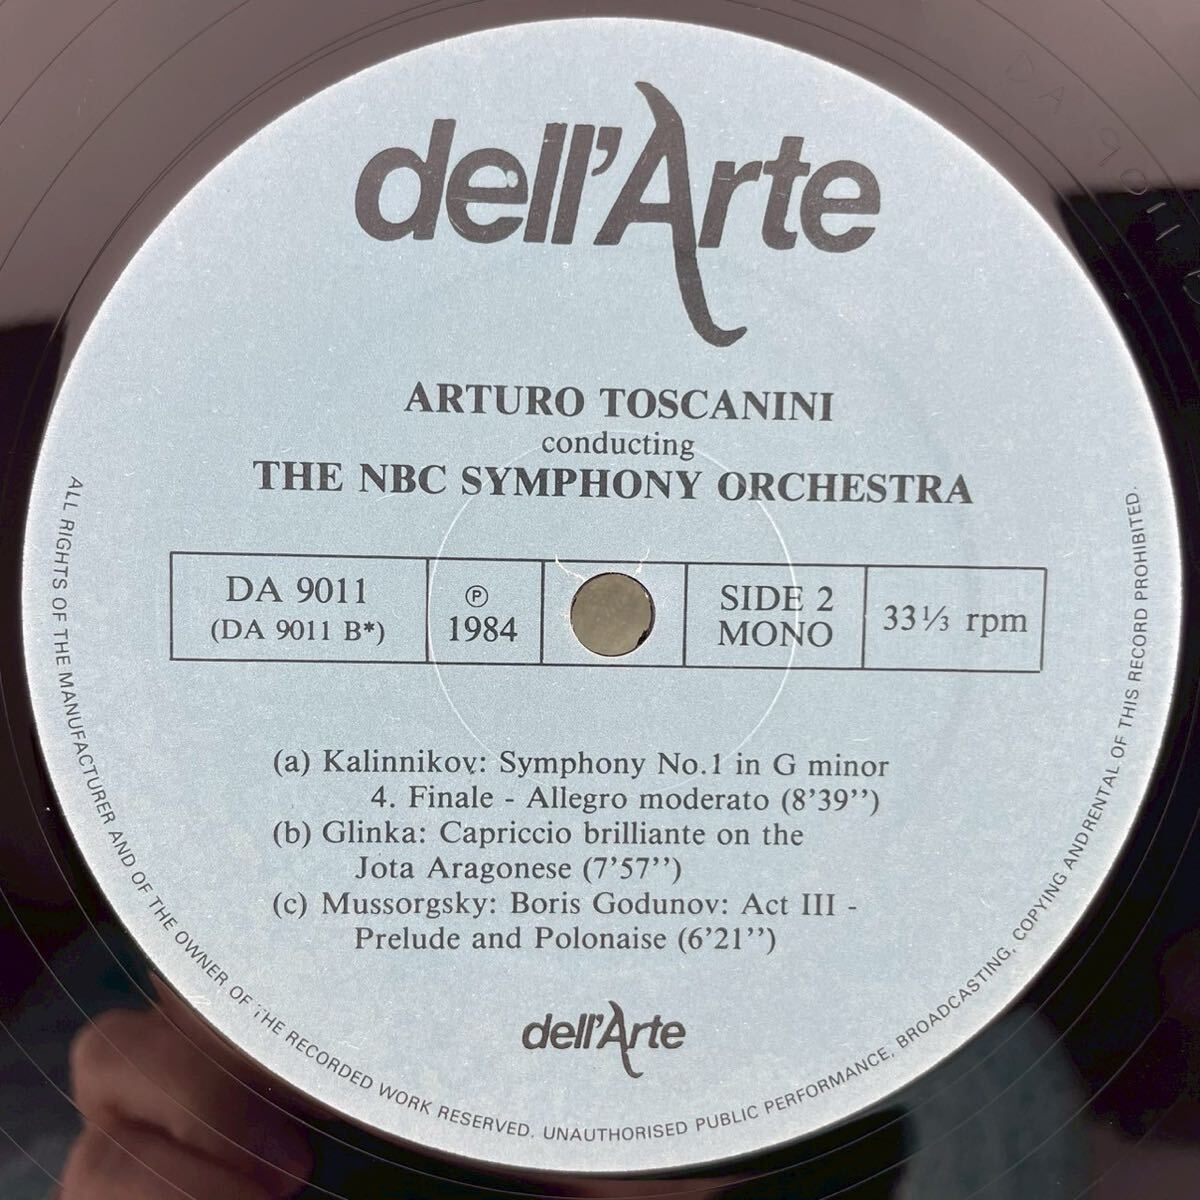 dell'Arte
ARTURO TOSCANINI
conducting
THE NBC SYMPHONY ORCHESTRA
DA 9011
(DA 9011 B*)
Ⓟ
1984
SIDE 2
MONO
33⅓ rpm
(a) Kalinnikov: Symphony No.1 in G minor
4. Finale - Allegro moderato (8'39'')
(b) Glinka: Capriccio brilliante on the
Jota Aragonese (7'57'')
(c) Mussorgsky: Boris Godunov: Act III -
Prelude and Polonaise (6'21'')
dell'Arte
ALL RIGHTS OF THE MANUFACTURER AND OF THE OWNER OF THE RECORDED WORK RESERVED. UNAUTHORISED PUBLIC PERFORMANCE, BROADCASTING, COPYING AND RENTAL OF THIS RECORD PROHIBITED.